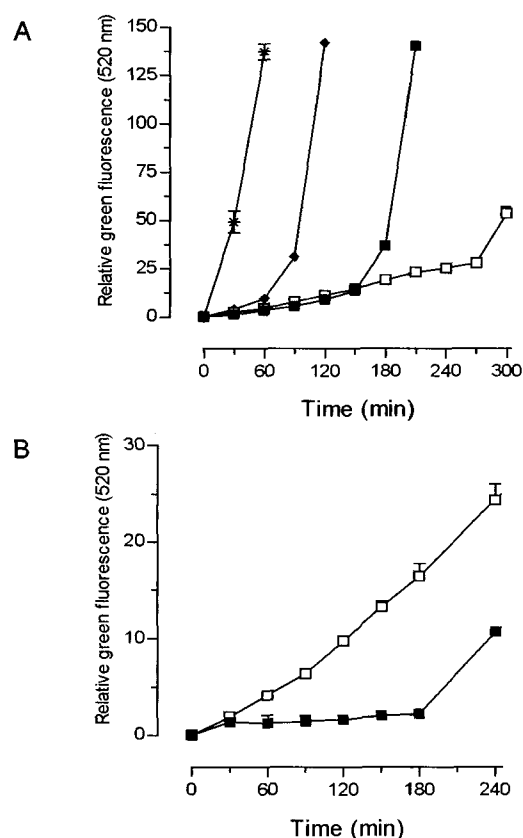 A
Relative green fluorescence (520 nm)
150
125
100
75
50
25
0
0 60 120 180 240 300
Time (min)
B
Relative green fluorescence (520 nm)
30
20
10
0
0 60 120 180 240
Time (min)